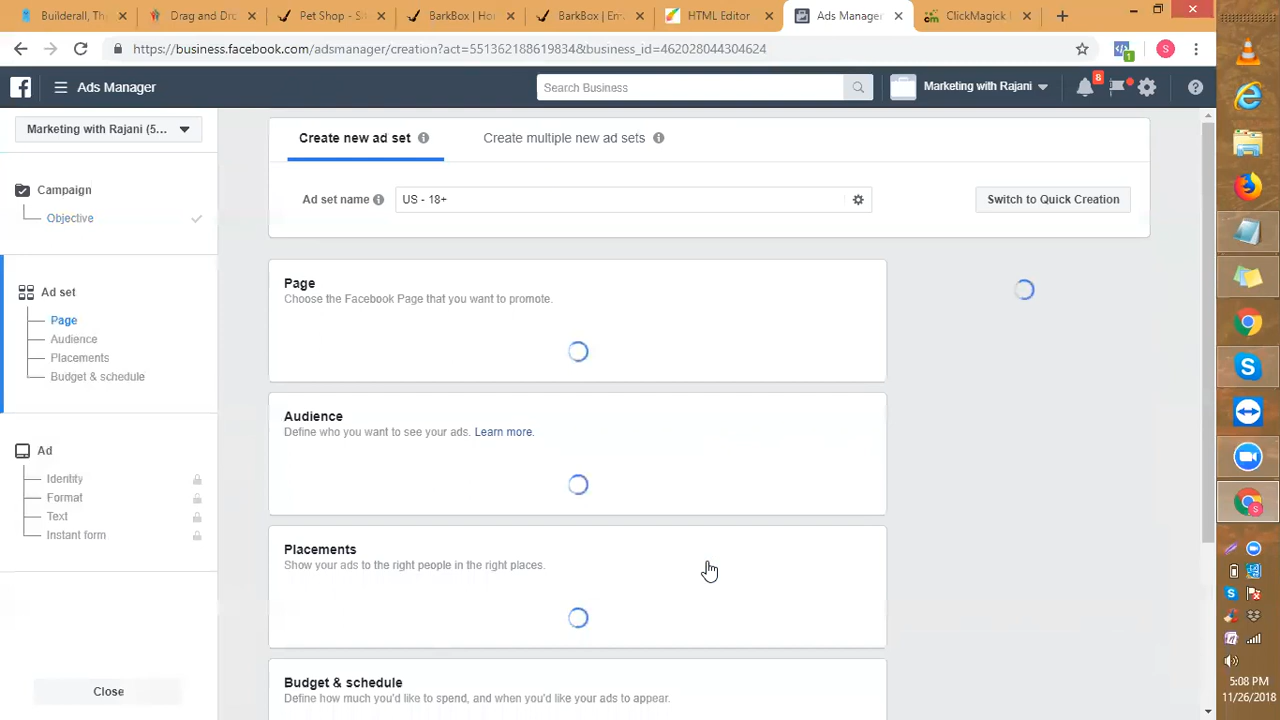 Builderall, Th
Drag and Dro
Pet Shop - Sh
BarkBox | Ho
BarkBox | Em
HTML Editor
Ads Manager
ClickMagick |
https://business.facebook.com/adsmanager/creation?act=551362188619834&business_id=462028044304624
1
S
Ads Manager
Search Business
Marketing with Rajani
8
Marketing with Rajani (5...
Campaign
Objective
Ad set
Page
Audience
Placements
Budget & schedule
Ad
Identity
Format
Text
Instant form
Close
Create new ad set
Create multiple new ad sets
Ad set name
US - 18+
Switch to Quick Creation
Page
Choose the Facebook Page that you want to promote.
Audience
Define who you want to see your ads. Learn more.
Placements
Show your ads to the right people in the right places.
Budget & schedule
Define how much you'd like to spend, and when you'd like your ads to appear.
5:08 PM
11/26/2018